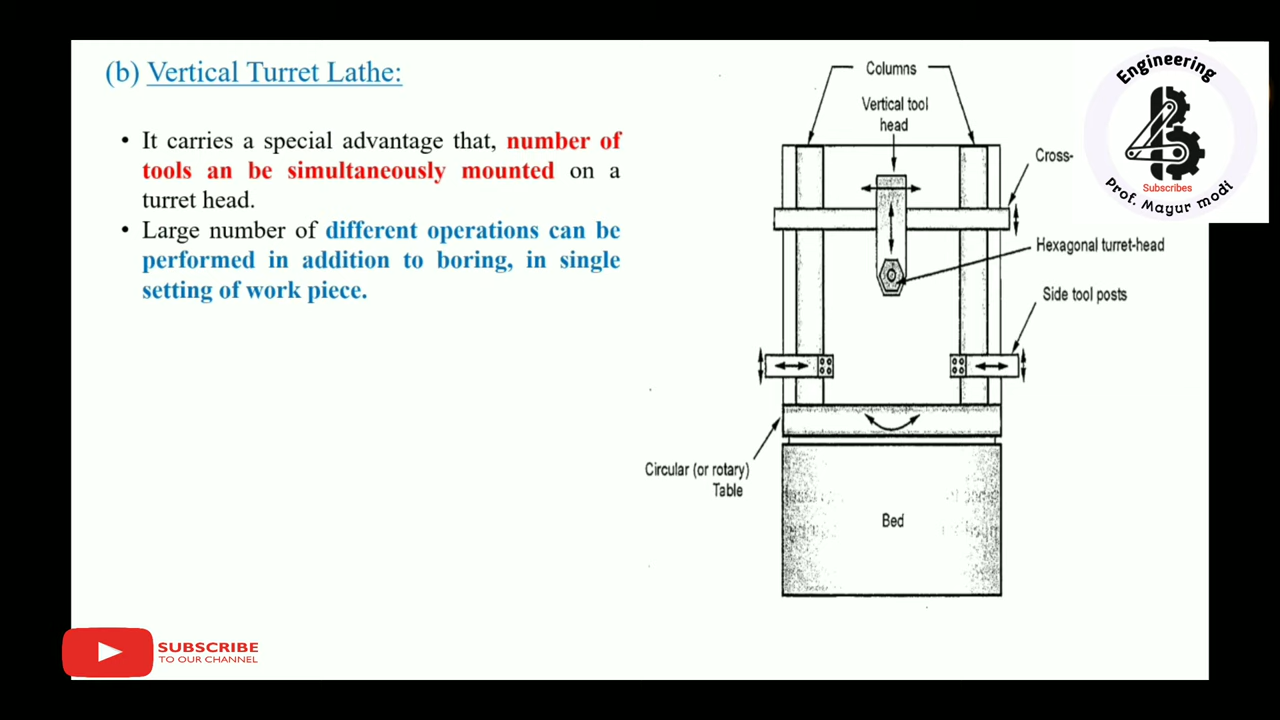 (b) Vertical Turret Lathe:
• It carries a special advantage that, number of
tools an be simultaneously mounted on a
turret head.
• Large number of different operations can be
performed in addition to boring, in single
setting of work piece.
Columns
Vertical tool
head
Cross-
Hexagonal turret-head
Side tool posts
Circular (or rotary)
Table
Bed
Engineering
Subscribes
Prof. Mayur modi
SUBSCRIBE
TO OUR CHANNEL